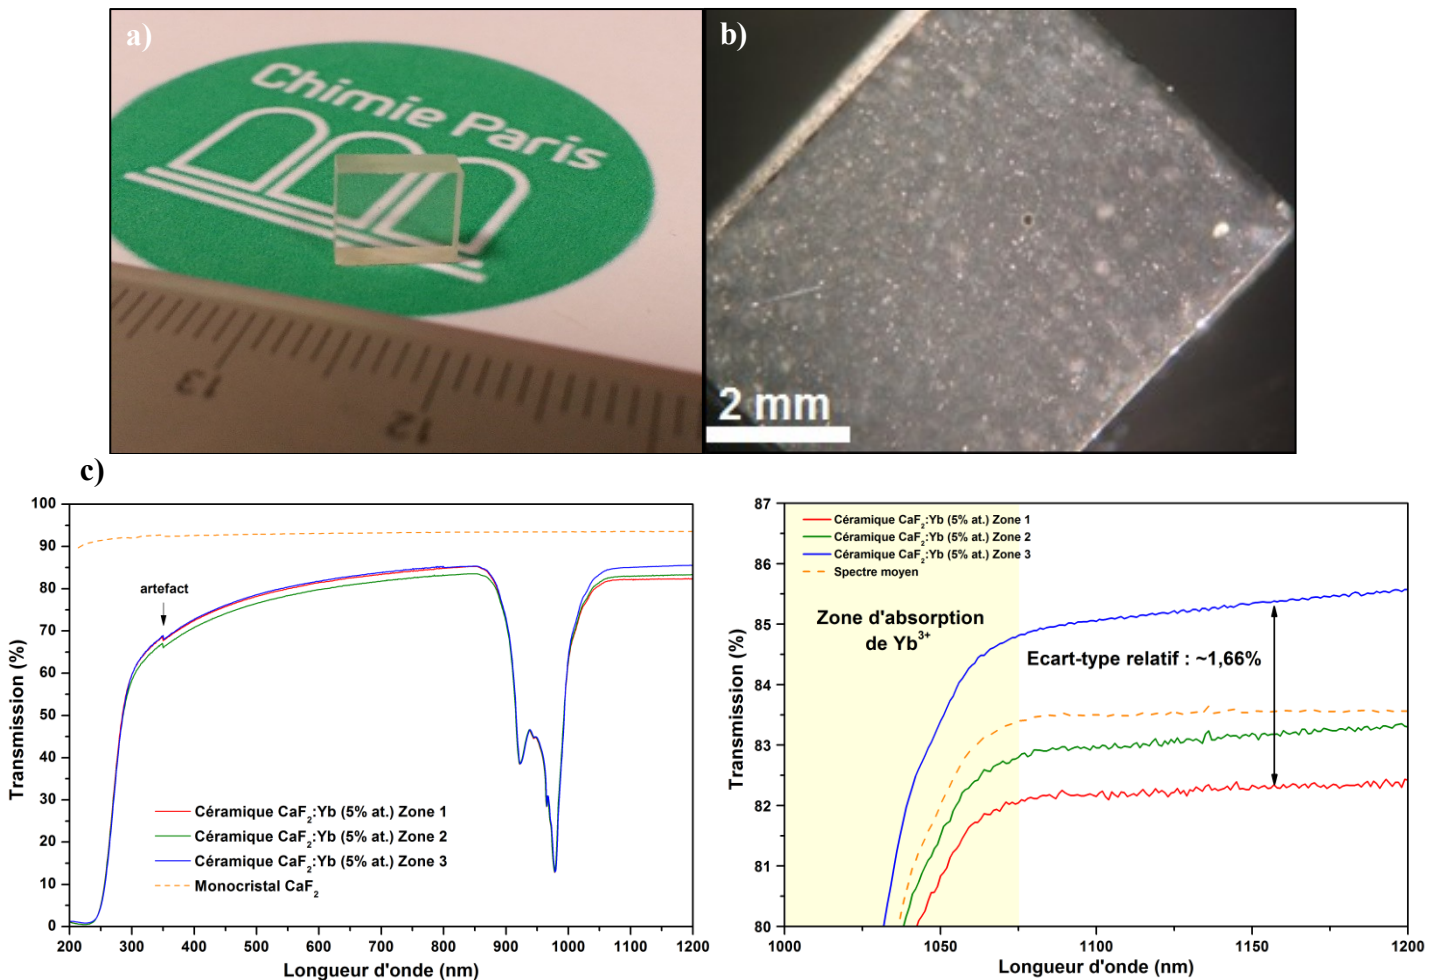 a)
b)
Chimie Paris
13
12
2 mm
c)
100
90
80
70
60
50
40
30
20
10
0
200 300 400 500 600 700 800 900 1000 1100 1200
Transmission (%)
Longueur d'onde (nm)
artefact
Céramique CaF₂:Yb (5% at.) Zone 1
Céramique CaF₂:Yb (5% at.) Zone 2
Céramique CaF₂:Yb (5% at.) Zone 3
Monocristal CaF₂
87
86
85
84
83
82
81
80
1000 1050 1100 1150 1200
Transmission (%)
Longueur d'onde (nm)
Céramique CaF₂:Yb (5% at.) Zone 1
Céramique CaF₂:Yb (5% at.) Zone 2
Céramique CaF₂:Yb (5% at.) Zone 3
Spectre moyen
Zone d'absorption
de Yb³⁺
Ecart-type relatif : ~1,66%